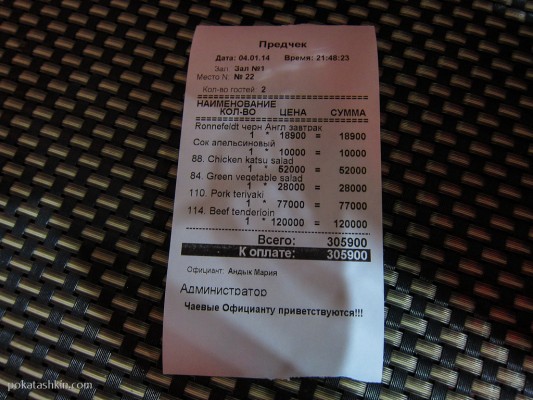 Предчек
Дата: 04.01.14 Время: 21:48:23
Зал: Зал №1
Место N: № 22
Кол-во гостей: 2
НАИМЕНОВАНИЕ
КОЛ-ВО ЦЕНА СУММА
Ronnefeldt черн Англ завтрак
1 * 18900 = 18900
Сок апельсиновый
1 * 10000 = 10000
88. Chicken katsu salad
1 * 52000 = 52000
84. Green vegetable salad
1 * 28000 = 28000
110. Pork teriyaki
1 * 77000 = 77000
114. Beef tenderloin
1 * 120000 = 120000
Всего: 305900
К оплате: 305900
Официант: Андык Мария
Администратор
Чаевые Официанту приветствуются!!!
pokatashkin.com